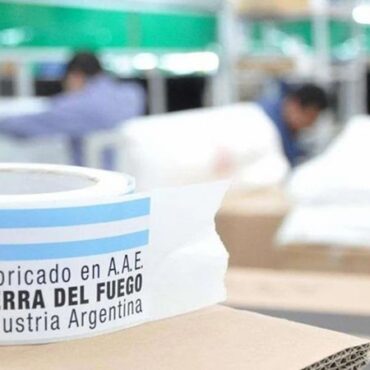 bricado en A.A.E.
ERRA DEL FUEGO
ustria Argentina